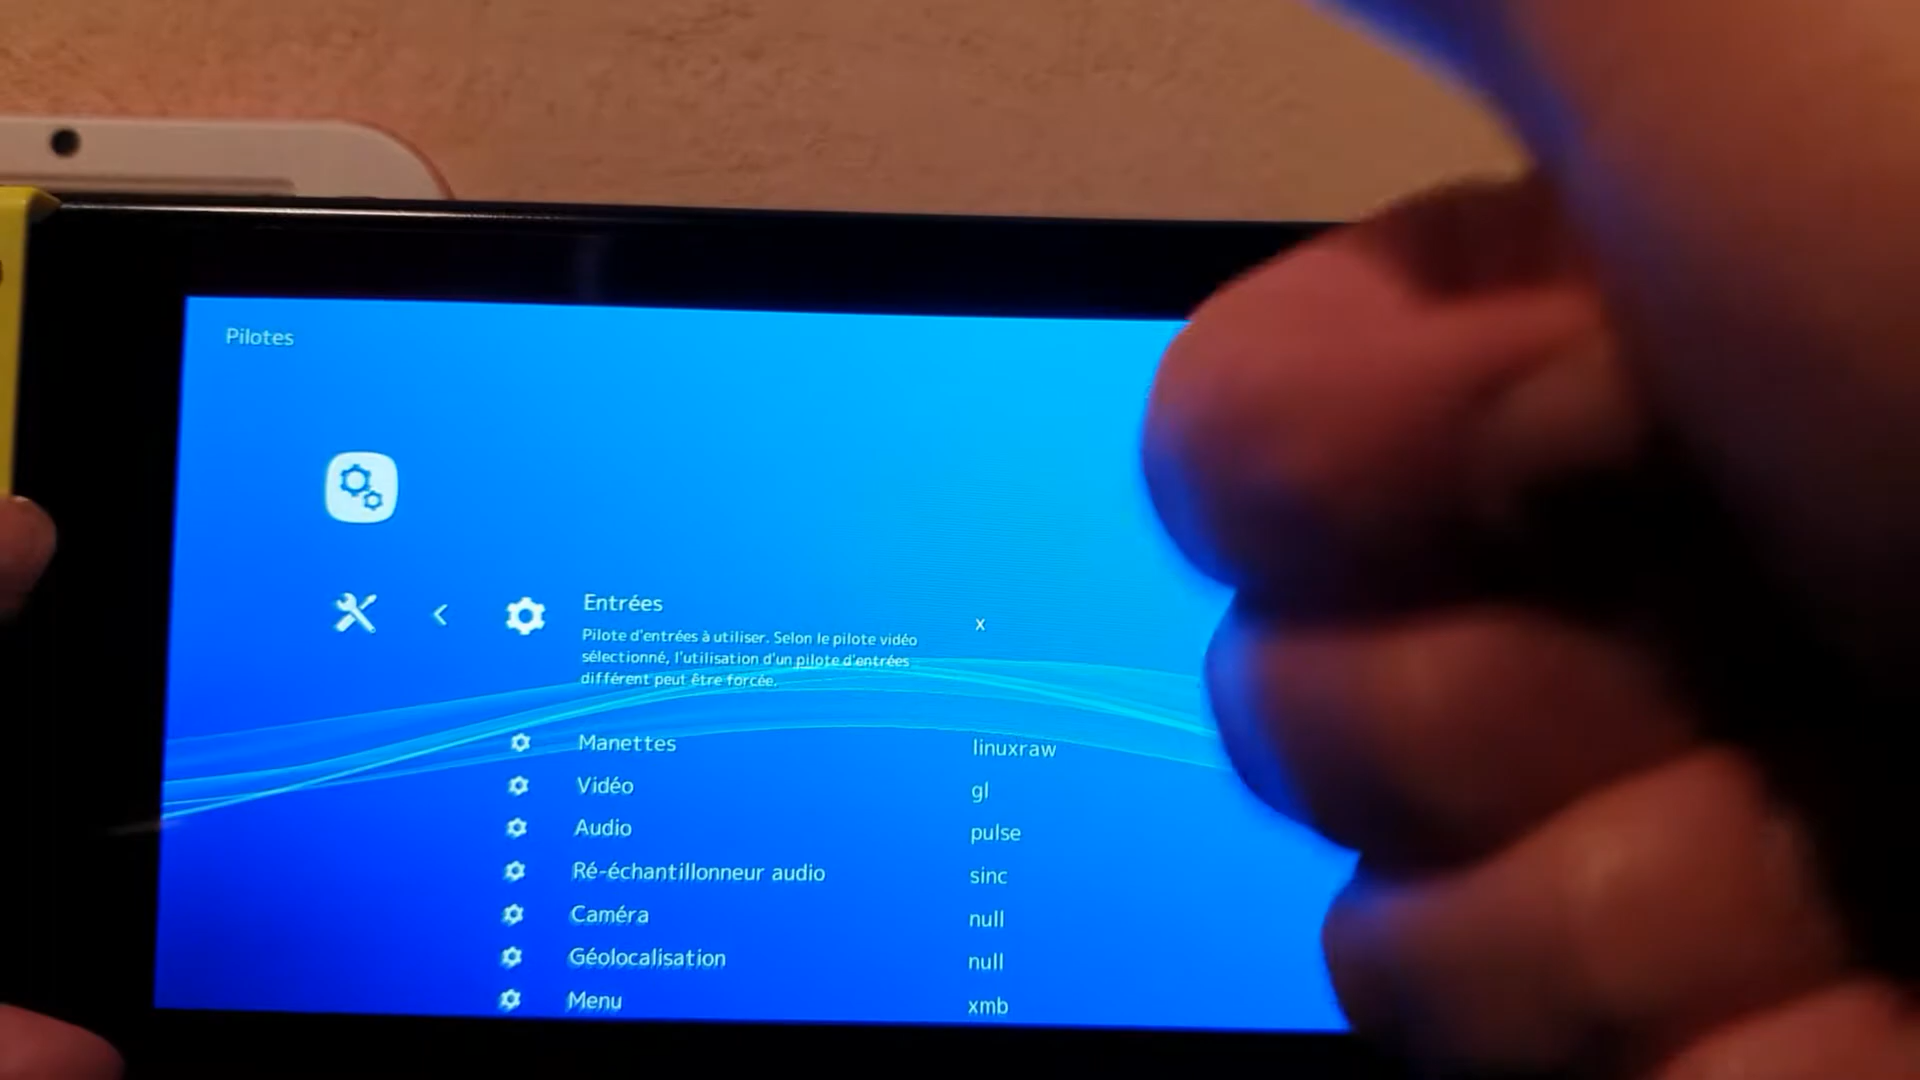 Pilotes
Entrées
x
Pilote d'entrées à utiliser. Selon le pilote vidéo
sélectionné, l'utilisation d'un pilote d'entrées
différent peut être forcée.
Manettes linuxraw
Vidéo gl
Audio pulse
Ré-échantillonneur audio sinc
Caméra null
Géolocalisation null
Menu xmb